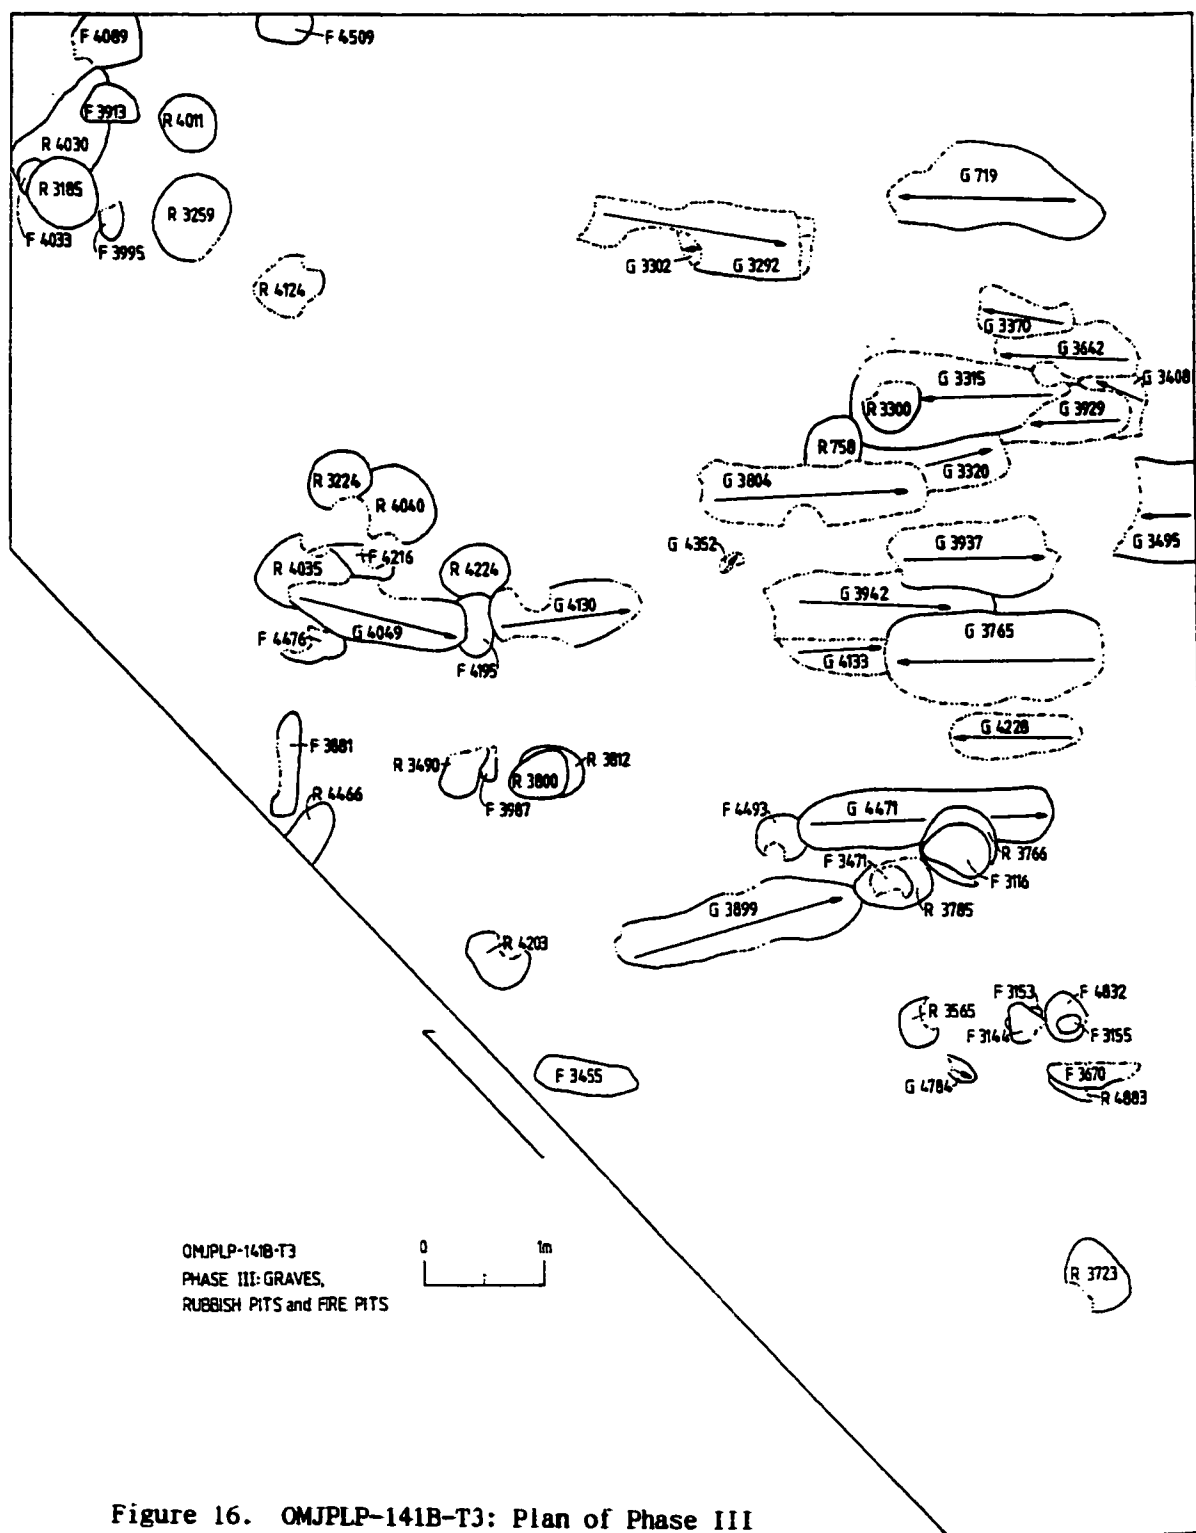 F 4089
F 4509
F 3913
R 4011
R 4030
R 3185
R 3259
F 4033
F 3995
R 4124
G 719
G 3302
G 3292
G 3370
G 3642
G 3315
G 3408
R 3300
G 3929
R 758
G 3320
G 3804
R 3224
R 4040
G 3495
G 4352
G 3937
R 4035
F 4216
R 4224
G 4130
G 3942
G 4049
F 4476
F 4195
G 3765
G 4133
G 4228
F 3881
R 3490
R 3800
R 3812
F 3987
R 4466
F 4493
G 4471
R 3766
F 3471
F 3116
R 3785
G 3899
R 4203
F 3153
F 4832
R 3565
F 3144
F 3155
F 3455
G 4784
F 3670
R 4883
R 3723
OMJPLP-141B-T3
PHASE III: GRAVES,
RUBBISH PITS and FIRE PITS
0 1m
Figure 16. OMJPLP-141B-T3: Plan of Phase III